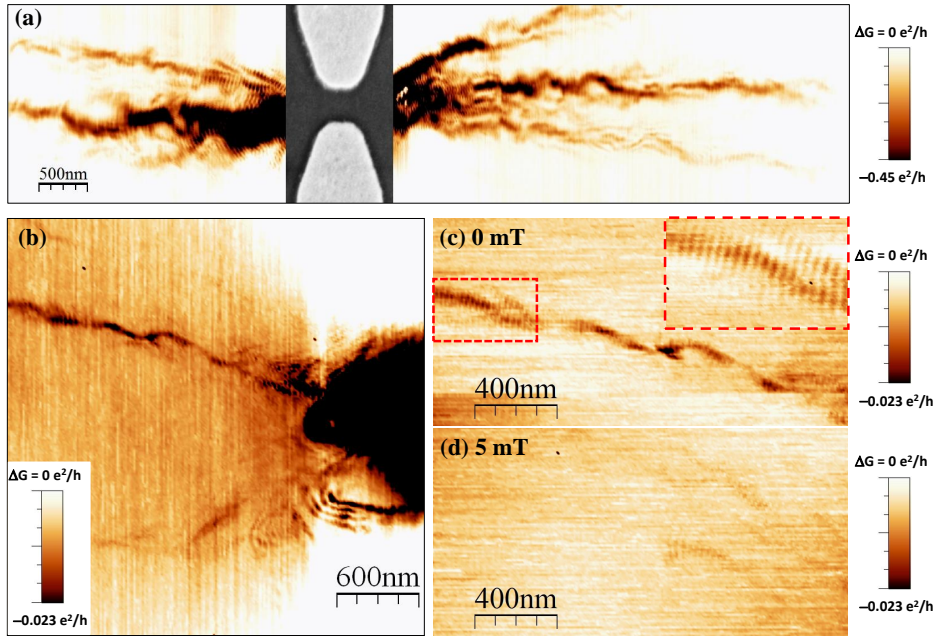 (a)
ΔG = 0 e²/h
500nm
−0.45 e²/h
(b)
(c) 0 mT
ΔG = 0 e²/h
400nm
−0.023 e²/h
(d) 5 mT
ΔG = 0 e²/h
ΔG = 0 e²/h
600nm
400nm
−0.023 e²/h
−0.023 e²/h